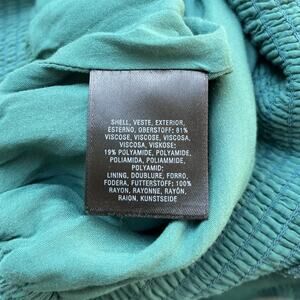 SHELL, VESTE, EXTERIOR,
ESTERNO, OBERSTOFF: 81%
VISCOSE, VISCOSE, VISCOSA,
VISCOSA, VISKOSE;
19% POLYAMIDE, POLYAMIDE,
POLIAMIDA, POLIAMMIDE,
POLYAMID;
LINING, DOUBLURE, FORRO,
FODERA, FUTTERSTOFF: 100%
RAYON, RAYONNE, RAYÓN,
RAION, KUNSTSEIDE